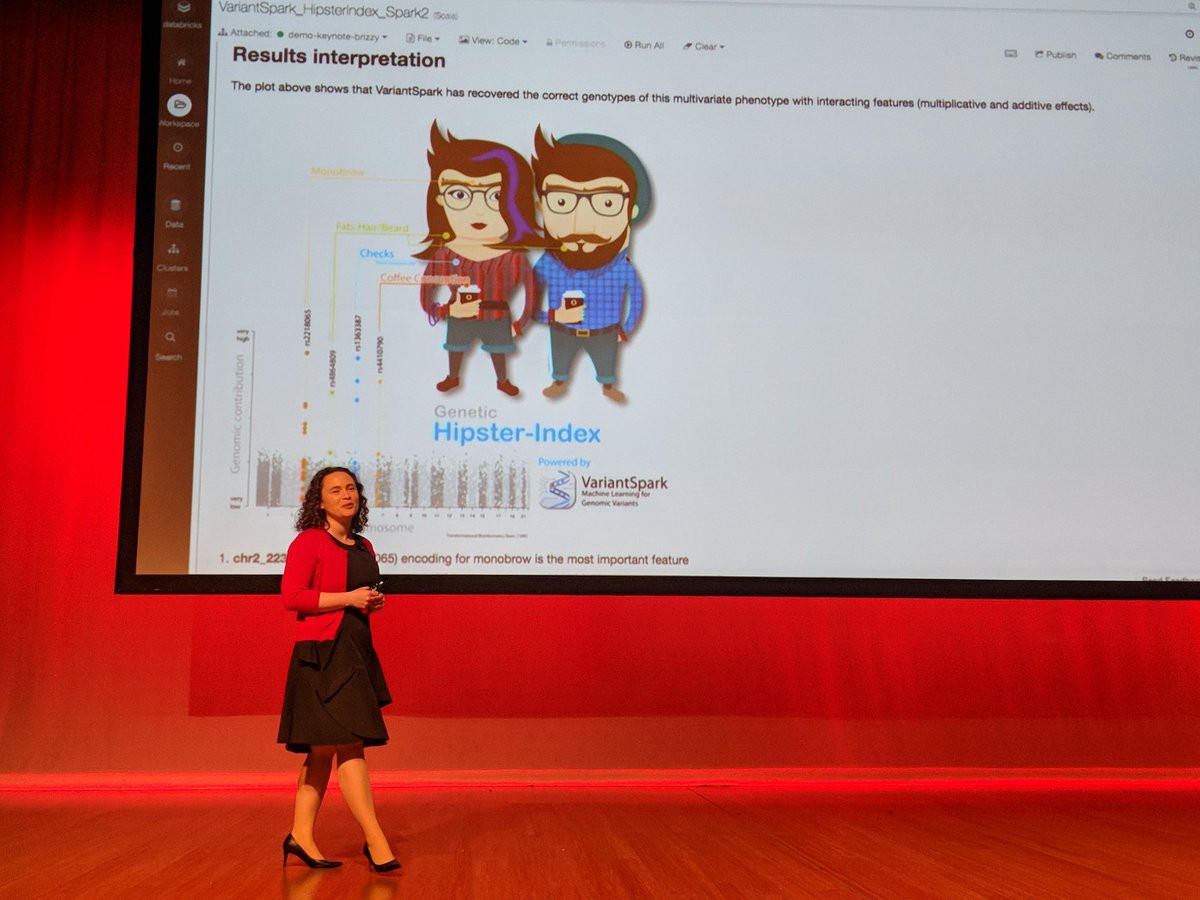 VariantSpark_HipsterIndex_Spark2 (Scala)
databricks
Attached: demo-keynote-brizzy File View: Code Permissions Run All Clear Publish Comments
Home
Workspace
Recent
Data
Clusters
Jobs
Search
Results interpretation
The plot above shows that VariantSpark has recovered the correct genotypes of this multivariate phenotype with interacting features (multiplicative and additive effects).
Monobrow
Fab. Hair/Beard
Checks
Coffee
rs2218065
rs4864809
rs1363387
rs4410790
high
Genomic contribution
very
low
Genetic
Hipster-Index
Powered by
VariantSpark
Machine Learning for
Genomic Variants
1. chr2_223 065) encoding for monobrow is the most important feature